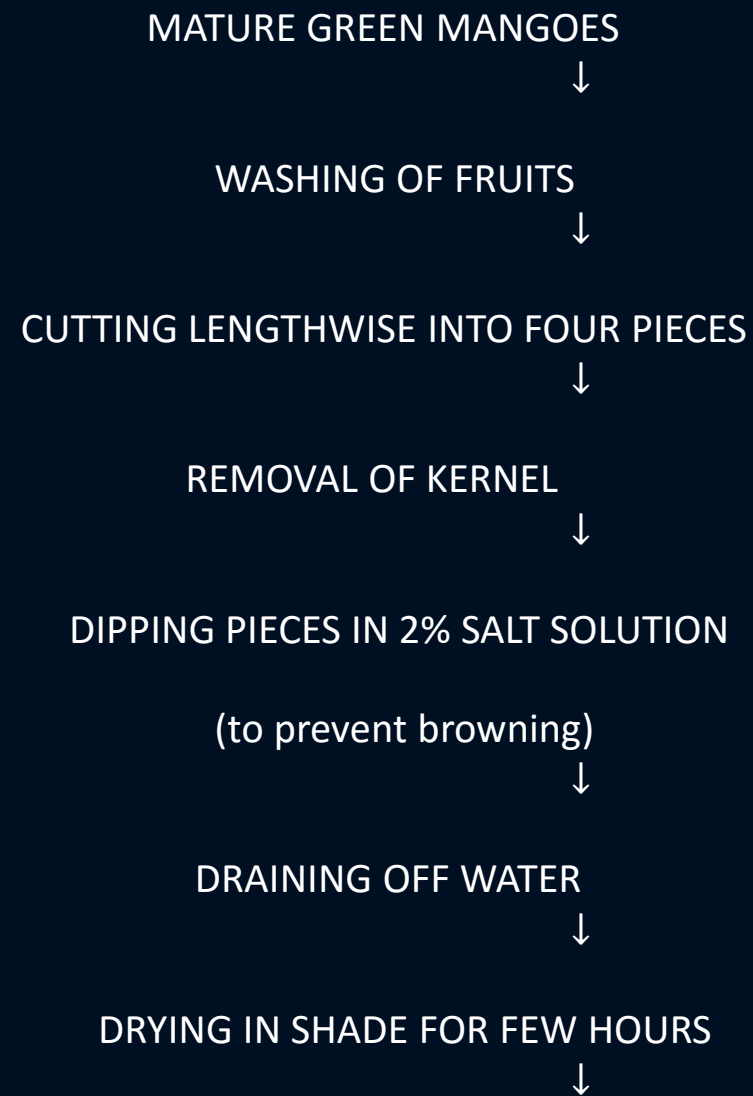 MATURE GREEN MANGOES
↓
WASHING OF FRUITS
↓
CUTTING LENGTHWISE INTO FOUR PIECES
↓
REMOVAL OF KERNEL
↓
DIPPING PIECES IN 2% SALT SOLUTION
(to prevent browning)
↓
DRAINING OFF WATER
↓
DRYING IN SHADE FOR FEW HOURS
↓